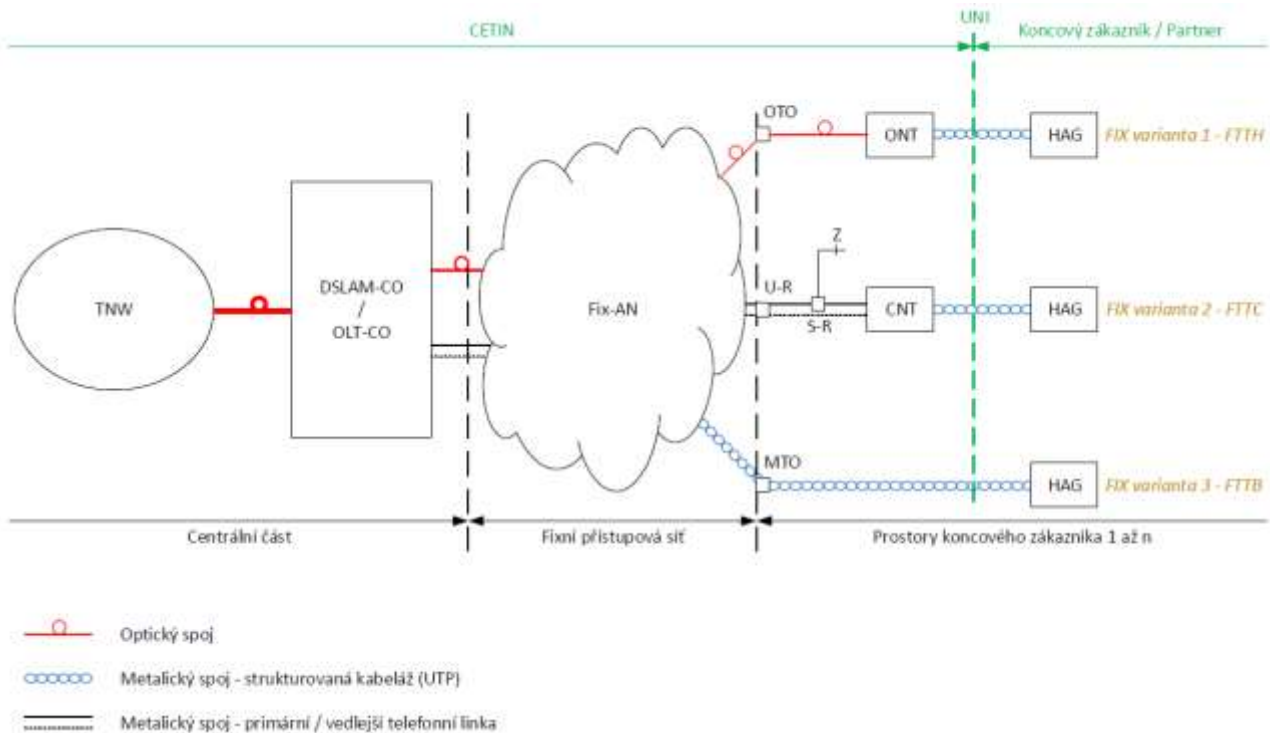 UNI
CETIN
Koncový zákazník / Partner
OTO
ONT
HAG
FIX varianta 1 - FTTH
Z
DSLAM-CO
/
OLT-CO
TNW
Fix-AN
U-R
S-R
CNT
HAG
FIX varianta 2 - FTTC
MTO
HAG
FIX varianta 3 - FTTB
Centrální část
Fixní přístupová síť
Prostory koncového zákazníka 1 až n
Optický spoj
Metalický spoj - strukturovaná kabeláž (UTP)
Metalický spoj - primární / vedlejší telefonní linka